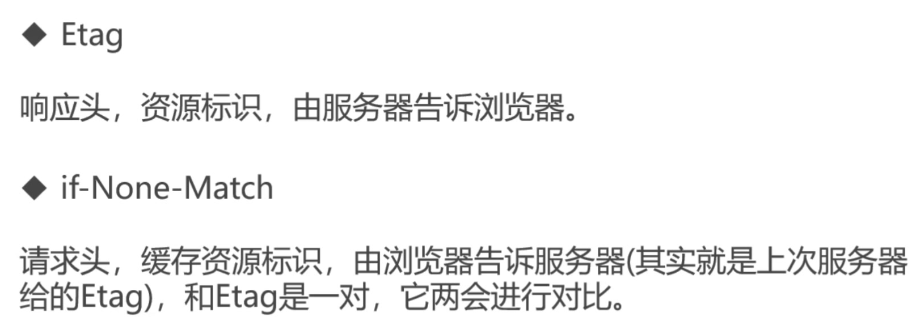 ◆ Etag
响应头，资源标识，由服务器告诉浏览器。
◆ if-None-Match
请求头，缓存资源标识，由浏览器告诉服务器(其实就是上次服务器
给的Etag)，和Etag是一对，它两会进行对比。